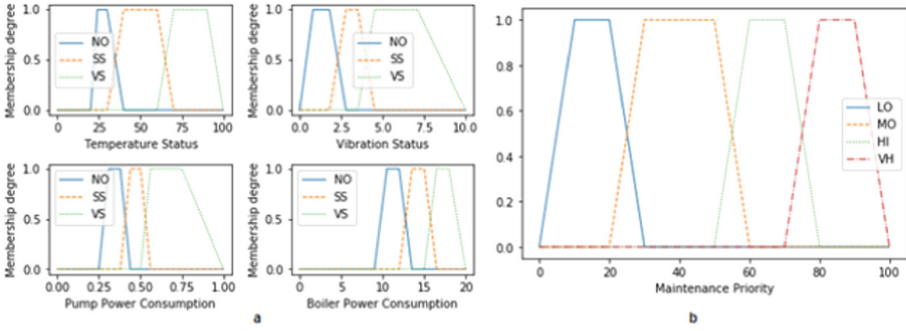 Membership degree
1.0
0.5
0.0
NO
SS
VS
0
25
50
75
100
Temperature Status
Membership degree
1.0
0.5
0.0
NO
SS
VS
0.0
2.5
5.0
7.5
10.0
Vibration Status
Membership degree
1.0
0.5
0.0
NO
SS
VS
0.00
0.25
0.50
0.75
1.00
Pump Power Consumption
Membership degree
1.0
0.5
0.0
NO
SS
VS
0
5
10
15
20
Boiler Power Consumption
a
1.0
0.8
0.6
0.4
0.2
0.0
LO
MO
HI
VH
0
20
40
60
80
100
Maintenance Priority
b